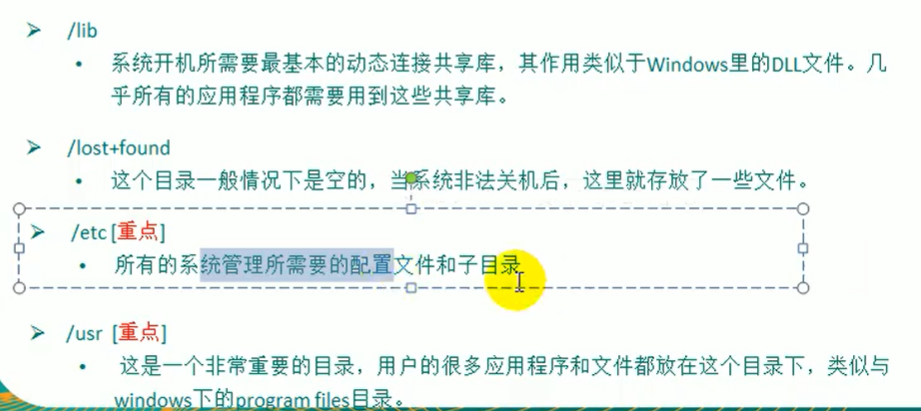 ➤ /lib
• 系统开机所需要最基本的动态连接共享库，其作用类似于Windows里的DLL文件。几
乎所有的应用程序都需要用到这些共享库。
➤ /lost+found
• 这个目录一般情况下是空的，当系统非法关机后，这里就存放了一些文件。
➤ /etc [重点]
• 所有的系统管理所需要的配置文件和子目录
➤ /usr [重点]
• 这是一个非常重要的目录，用户的很多应用程序和文件都放在这个目录下，类似与
windows下的program files目录。